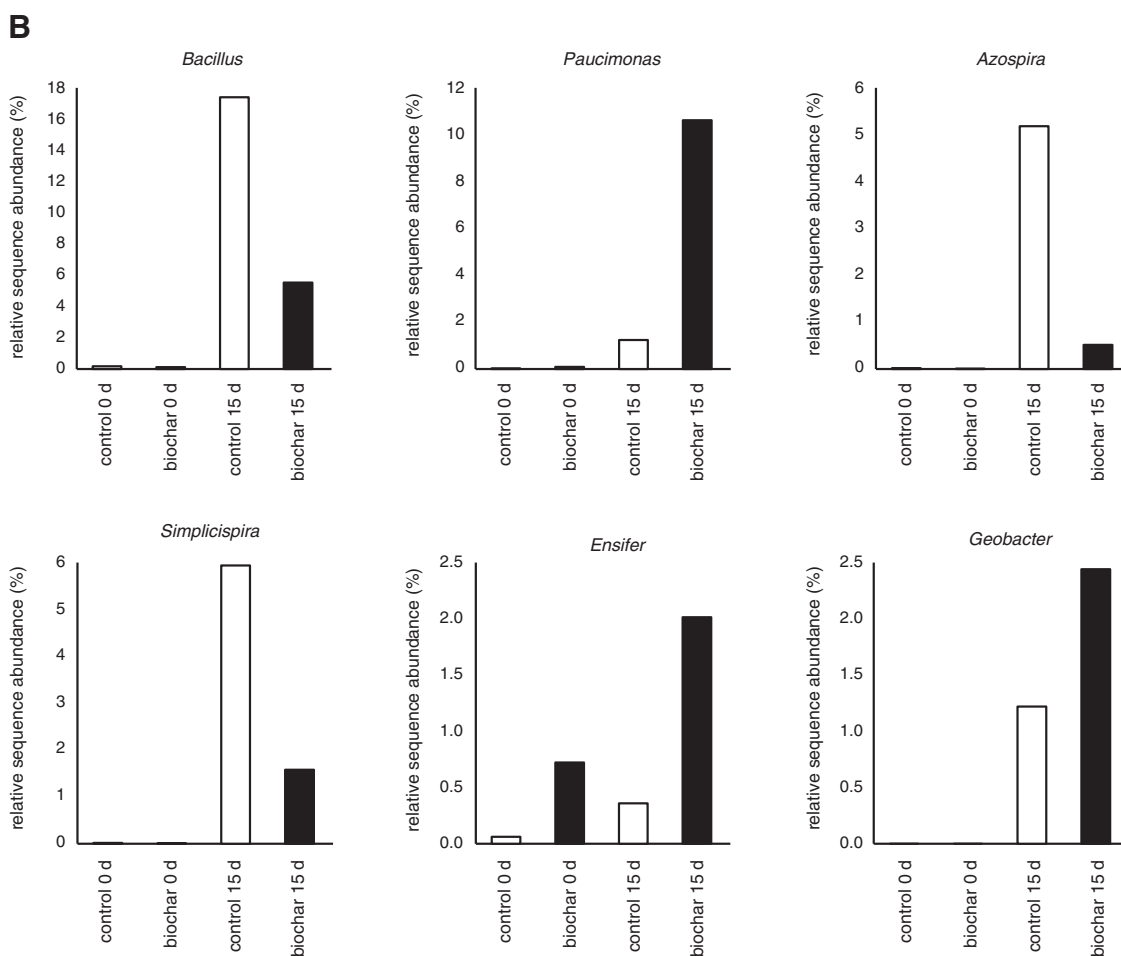 B
Bacillus
relative sequence abundance (%)
18
16
14
12
10
8
6
4
2
0
control 0 d
biochar 0 d
control 15 d
biochar 15 d
Paucimonas
relative sequence abundance (%)
12
10
8
6
4
2
0
control 0 d
biochar 0 d
control 15 d
biochar 15 d
Azospira
relative sequence abundance (%)
6
5
4
3
2
1
0
control 0 d
biochar 0 d
control 15 d
biochar 15 d
Simplicispira
relative sequence abundance (%)
6
5
4
3
2
1
0
control 0 d
biochar 0 d
control 15 d
biochar 15 d
Ensifer
relative sequence abundance (%)
2.5
2.0
1.5
1.0
0.5
0.0
control 0 d
biochar 0 d
control 15 d
biochar 15 d
Geobacter
relative sequence abundance (%)
2.5
2.0
1.5
1.0
0.5
0.0
control 0 d
biochar 0 d
control 15 d
biochar 15 d